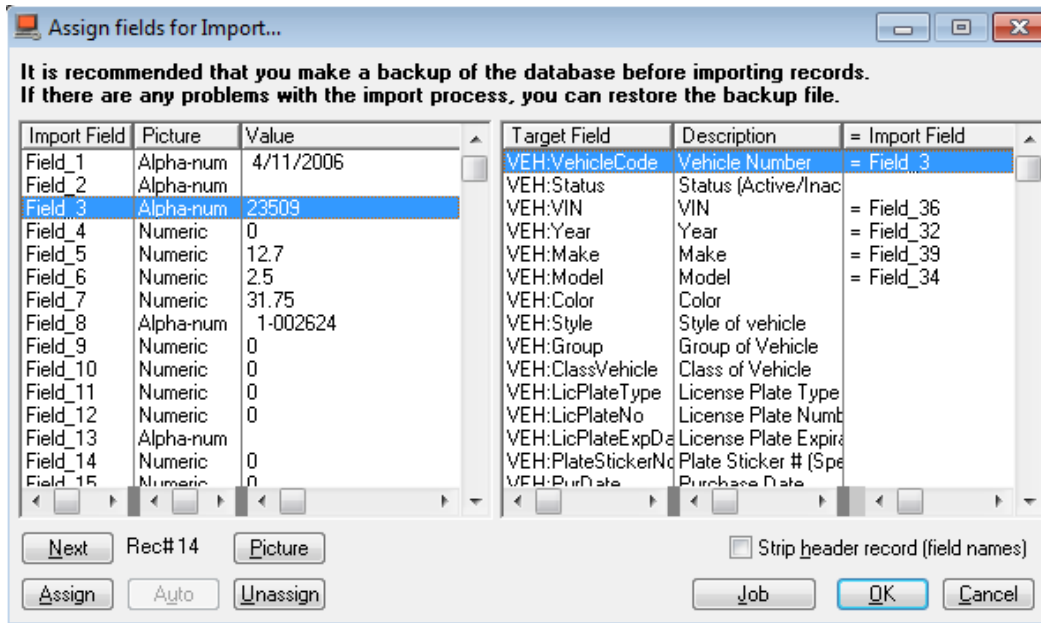 Assign fields for Import...
It is recommended that you make a backup of the database before importing records.
If there are any problems with the import process, you can restore the backup file.
Import Field Picture Value
Field_1 Alpha-num 4/11/2006
Field_2 Alpha-num
Field_3 Alpha-num 23509
Field_4 Numeric 0
Field_5 Numeric 12.7
Field_6 Numeric 2.5
Field_7 Numeric 31.75
Field_8 Alpha-num 1-002624
Field_9 Numeric 0
Field_10 Numeric 0
Field_11 Numeric 0
Field_12 Numeric 0
Field_13 Alpha-num
Field_14 Numeric 0
Field_15 Numeric 0
Target Field Description = Import Field
VEH:VehicleCode Vehicle Number = Field_3
VEH:Status Status (Active/Inac
VEH:VIN VIN = Field_36
VEH:Year Year = Field_32
VEH:Make Make = Field_39
VEH:Model Model = Field_34
VEH:Color Color
VEH:Style Style of vehicle
VEH:Group Group of Vehicle
VEH:ClassVehicle Class of Vehicle
VEH:LicPlateType License Plate Type
VEH:LicPlateNo License Plate Numb
VEH:LicPlateExpDa License Plate Expira
VEH:PlateStickerNo Plate Sticker # (Spe
VEH:PurDate Purchase Date
Next Rec# 14 Picture
Strip header record (field names)
Assign Auto Unassign
Job OK Cancel